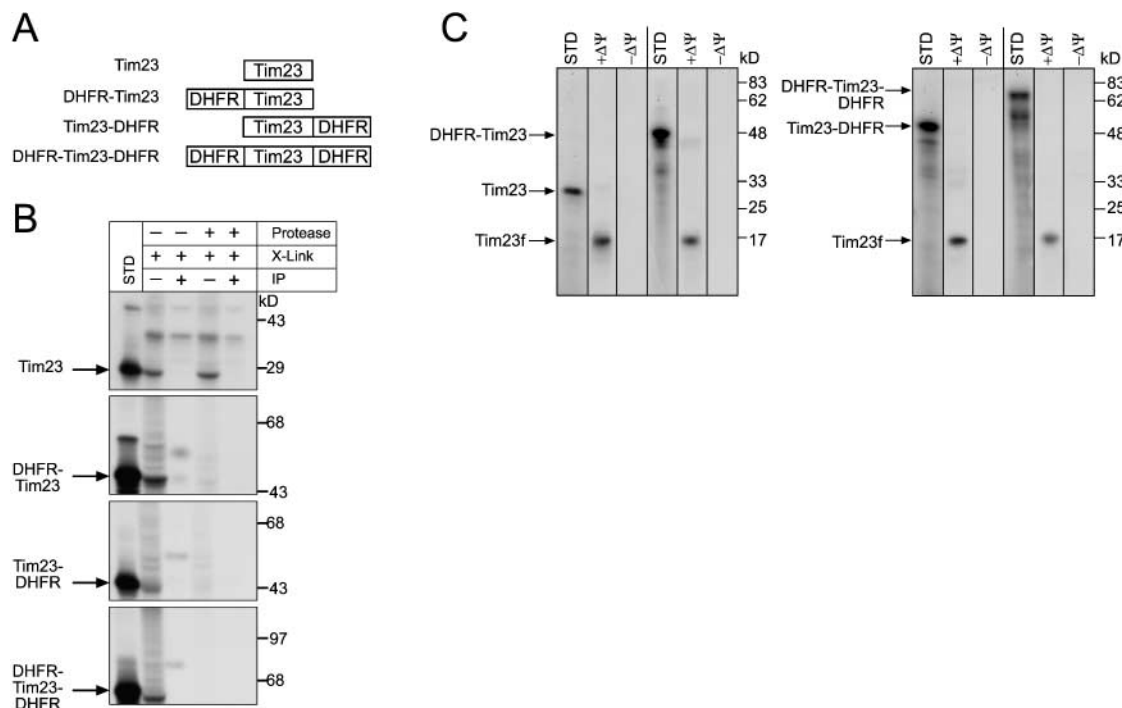 A
Tim23 Tim23
DHFR-Tim23 DHFR Tim23
Tim23-DHFR Tim23 DHFR
DHFR-Tim23-DHFR DHFR Tim23 DHFR
B
STD
– – + + Protease
+ + + + X-Link
– + – + IP
kD
43
Tim23 29
68
DHFR-
Tim23
43
68
Tim23-
DHFR 43
97
68
DHFR-
Tim23-
DHFR
C
STD +ΔΨ –ΔΨ STD +ΔΨ –ΔΨ kD
83
62
DHFR-Tim23 48
Tim23 33
25
Tim23f 17
STD +ΔΨ –ΔΨ STD +ΔΨ –ΔΨ kD
83
DHFR-Tim23-
DHFR 62
Tim23-DHFR 48
33
25
Tim23f 17